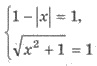 1 − |x| = 1,
√(x² + 1) = 1